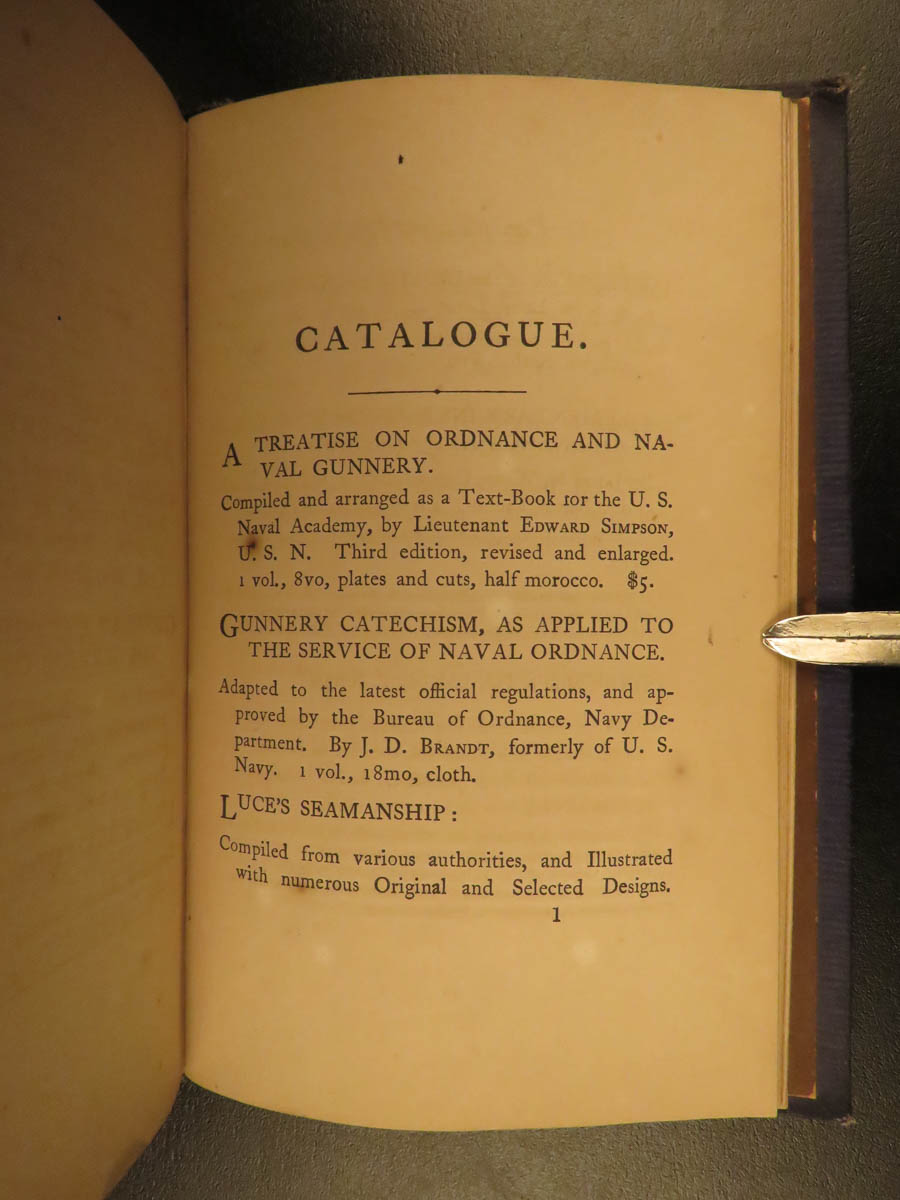 CATALOGUE.
A TREATISE ON ORDNANCE AND NA-
VAL GUNNERY.
Compiled and arranged as a Text-Book for the U. S.
Naval Academy, by Lieutenant EDWARD SIMPSON,
U. S. N. Third edition, revised and enlarged.
1 vol., 8vo, plates and cuts, half morocco. $5.
GUNNERY CATECHISM, AS APPLIED TO
THE SERVICE OF NAVAL ORDNANCE.
Adapted to the latest official regulations, and ap-
proved by the Bureau of Ordnance, Navy De-
partment. By J. D. BRANDT, formerly of U. S.
Navy. 1 vol., 18mo, cloth.
LUCE'S SEAMANSHIP:
Compiled from various authorities, and Illustrated
with numerous Original and Selected Designs.
1